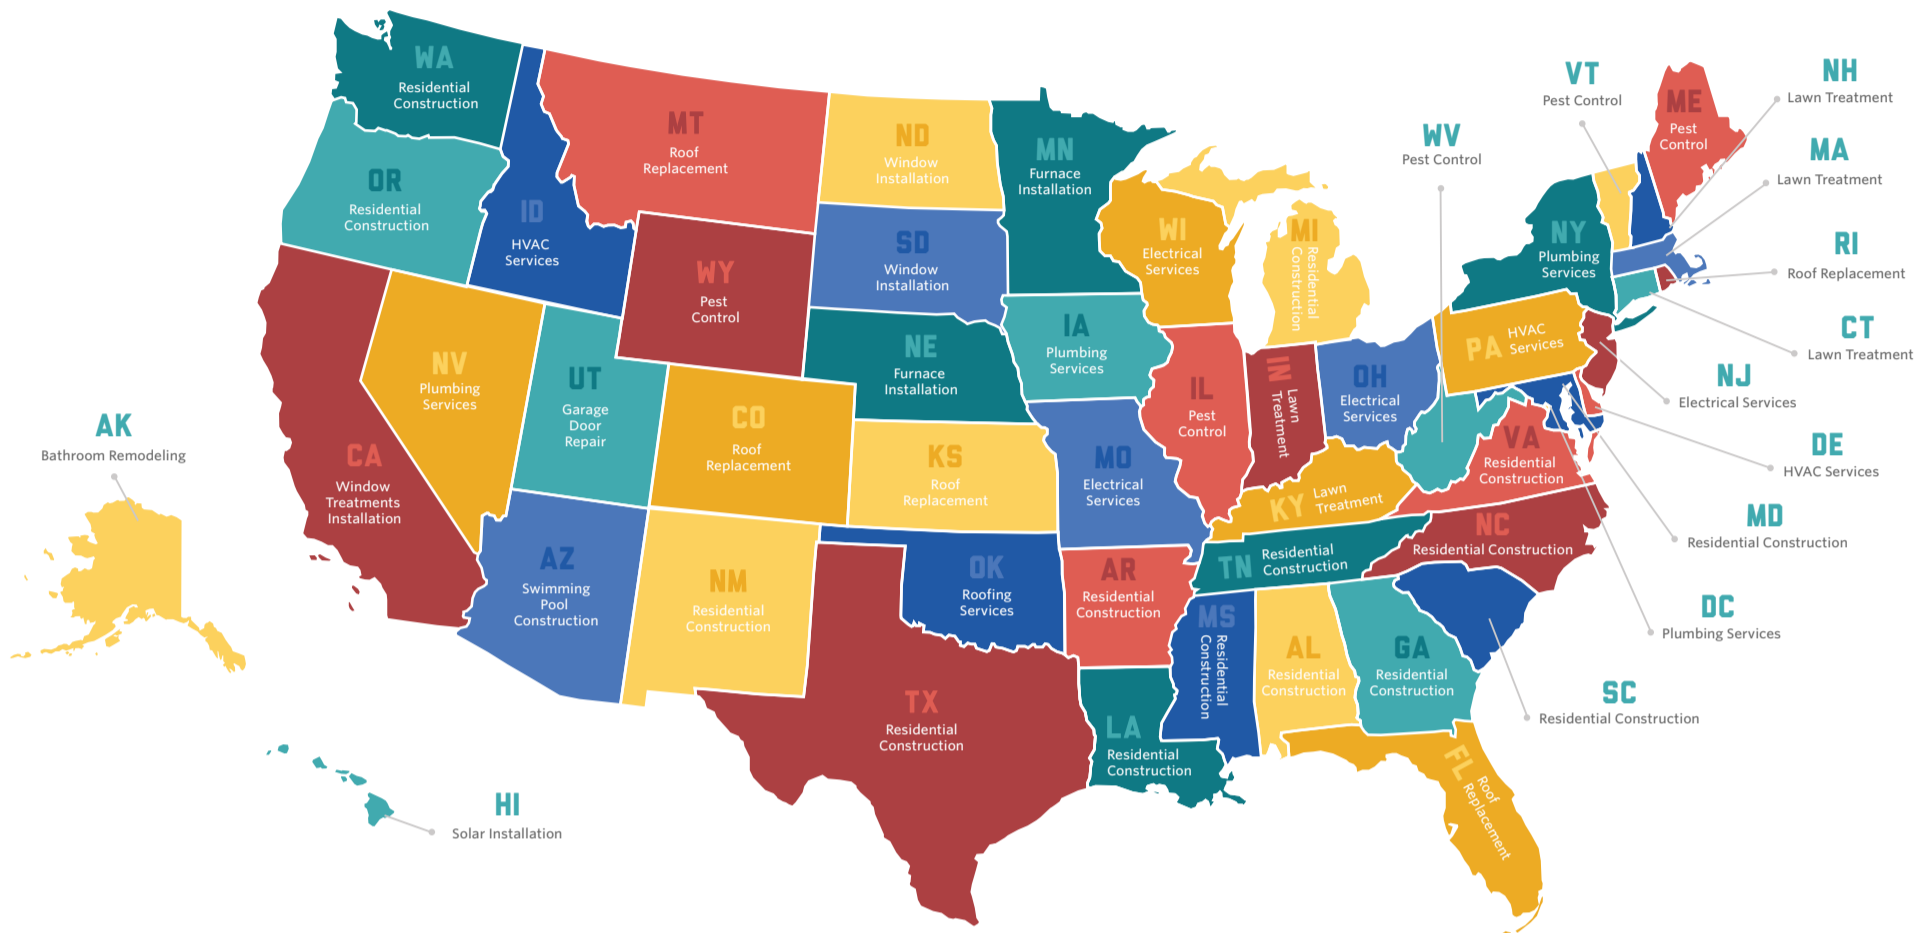 WA
Residential
Construction
OR
Residential
Construction
ID
HVAC
Services
MT
Roof
Replacement
ND
Window
Installation
MN
Furnace
Installation
WI
Electrical
Services
MI
Residential
Construction
WV
Pest Control
VT
Pest Control
ME
Pest
Control
NH
Lawn Treatment
MA
Lawn Treatment
RI
Roof Replacement
CT
Lawn Treatment
NJ
Electrical Services
DE
HVAC Services
MD
Residential Construction
DC
Plumbing Services
SC
Residential Construction
NY
Plumbing
Services
PA
HVAC
Services
SD
Window
Installation
WY
Pest
Control
NE
Furnace
Installation
IA
Plumbing
Services
IL
Pest
Control
IN
Lawn
Treatment
OH
Electrical
Services
NV
Plumbing
Services
UT
Garage
Door
Repair
CO
Roof
Replacement
KS
Roof
Replacement
MO
Electrical
Services
KY
Lawn
Treatment
VA
Residential
Construction
AK
Bathroom Remodeling
CA
Window
Treatments
Installation
AZ
Swimming
Pool
Construction
NM
Residential
Construction
OK
Roofing
Services
AR
Residential
Construction
TN
Residential
Construction
NC
Residential Construction
MS
Residential
Construction
AL
Residential
Construction
GA
Residential
Construction
TX
Residential
Construction
LA
Residential
Construction
FL
Roof
Replacement
HI
Solar Installation